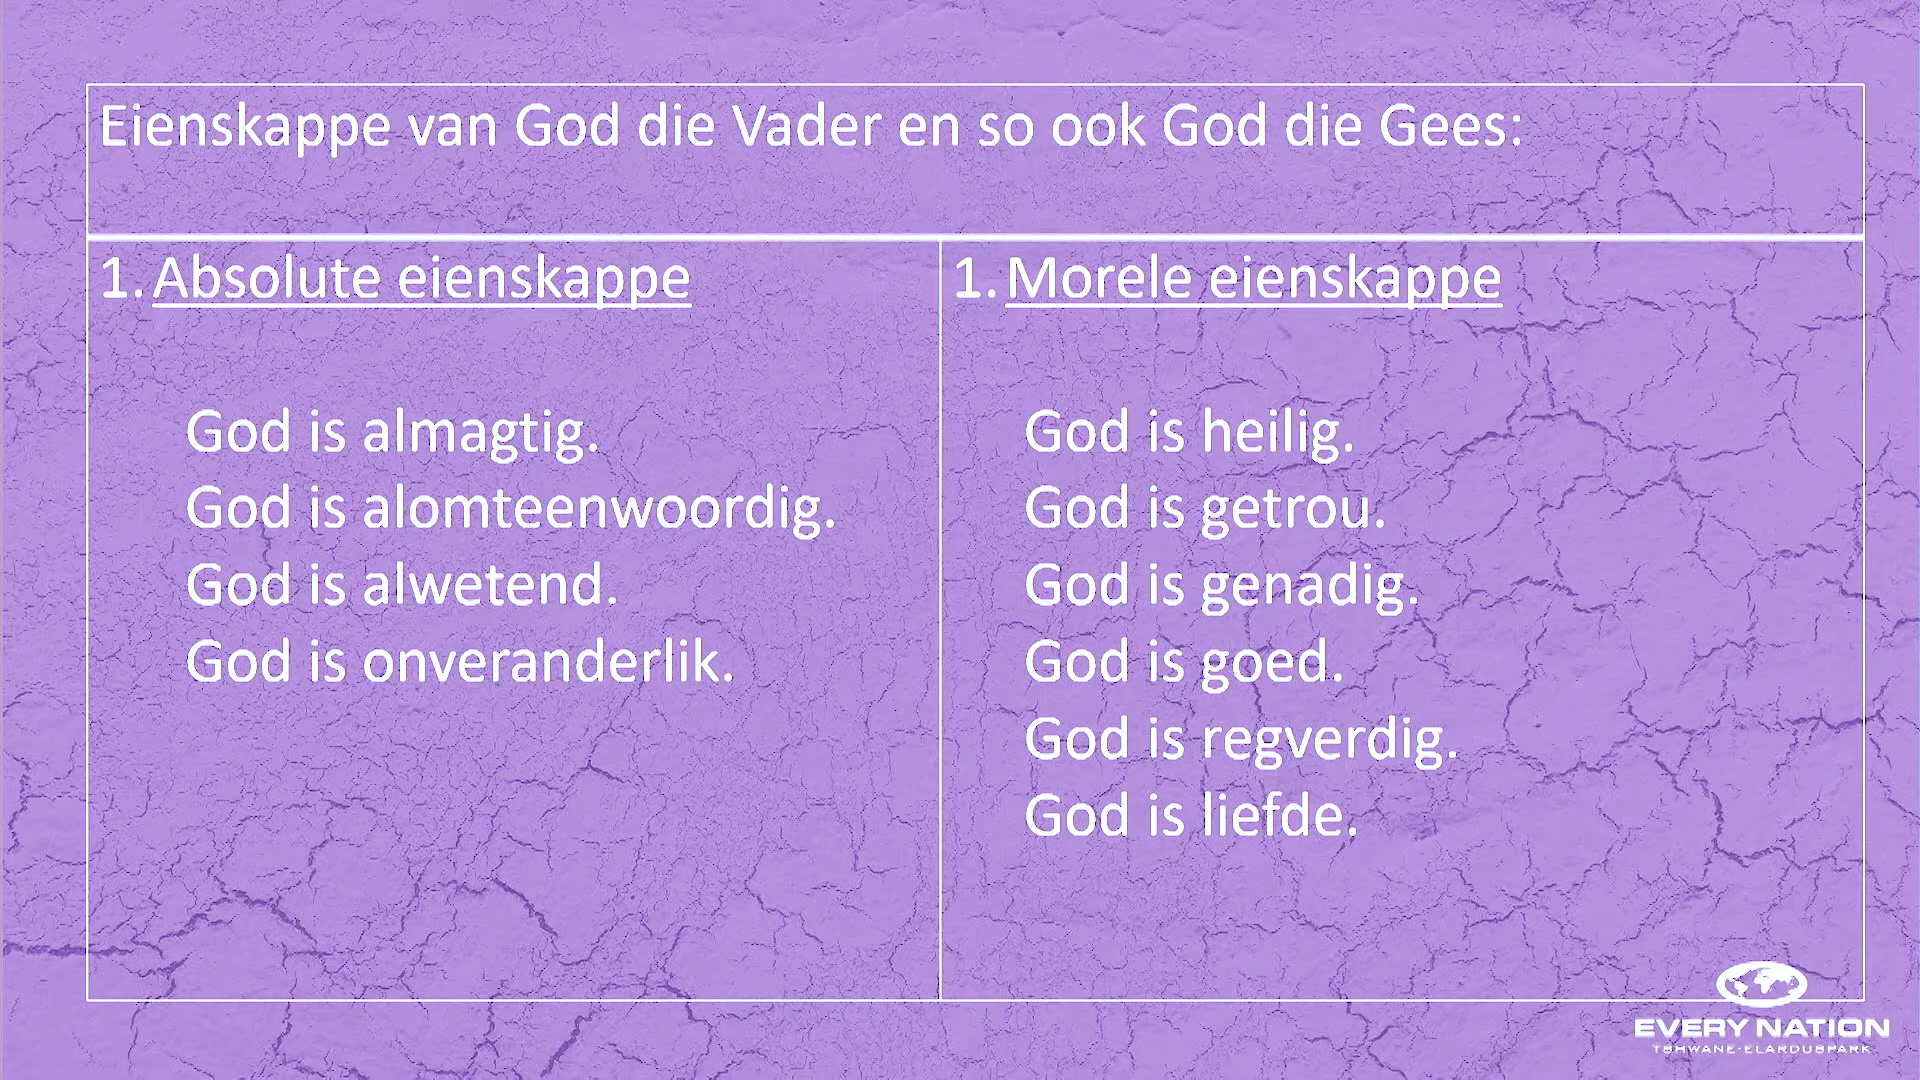 Eienskappe van God die Vader en so ook God die Gees:
1. Absolute eienskappe
God is almagtig.
God is alomteenwoordig.
God is alwetend.
God is onveranderlik.
1. Morele eienskappe
God is heilig.
God is getrou.
God is genadig.
God is goed.
God is regverdig.
God is liefde.
EVERY NATION
TSHWANE-ELARDUSPARK